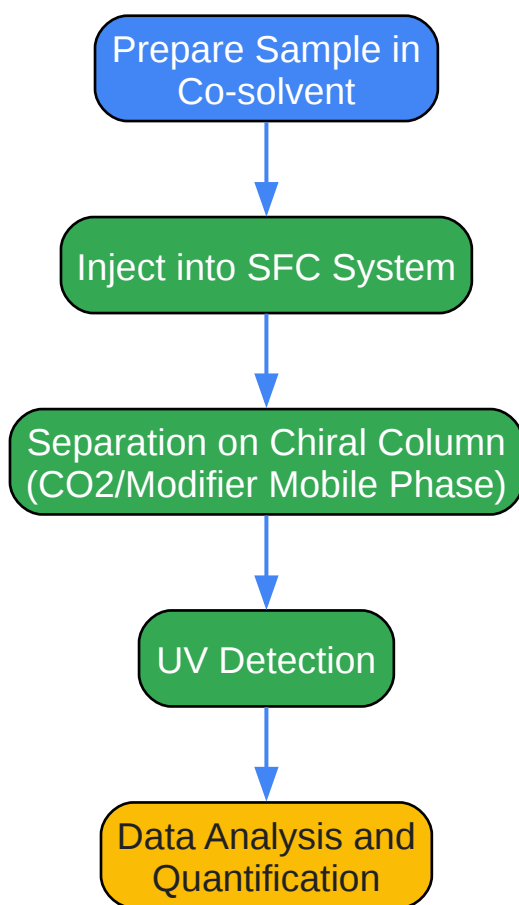 Prepare Sample in
Co-solvent
Inject into SFC System
Separation on Chiral Column
(CO2/Modifier Mobile Phase)
UV Detection
Data Analysis and
Quantification